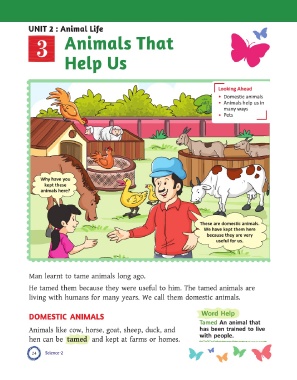 UNIT 2 : Animal Life
3
Animals That
Help Us
Looking Ahead
• Domestic animals
• Animals help us in
many ways
• Pets
Why have you
kept these
animals here?
These are domestic animals.
We have kept them here
because they are very
useful for us.
Man learnt to tame animals long ago.
He tamed them because they were useful to him. The tamed animals are
living with humans for many years. We call them domestic animals.
DOMESTIC ANIMALS
Animals like cow, horse, goat, sheep, duck, and
hen can be tamed and kept at farms or homes.
Word Help
Tamed An animal that
has been trained to live
with people.
24 Science-2